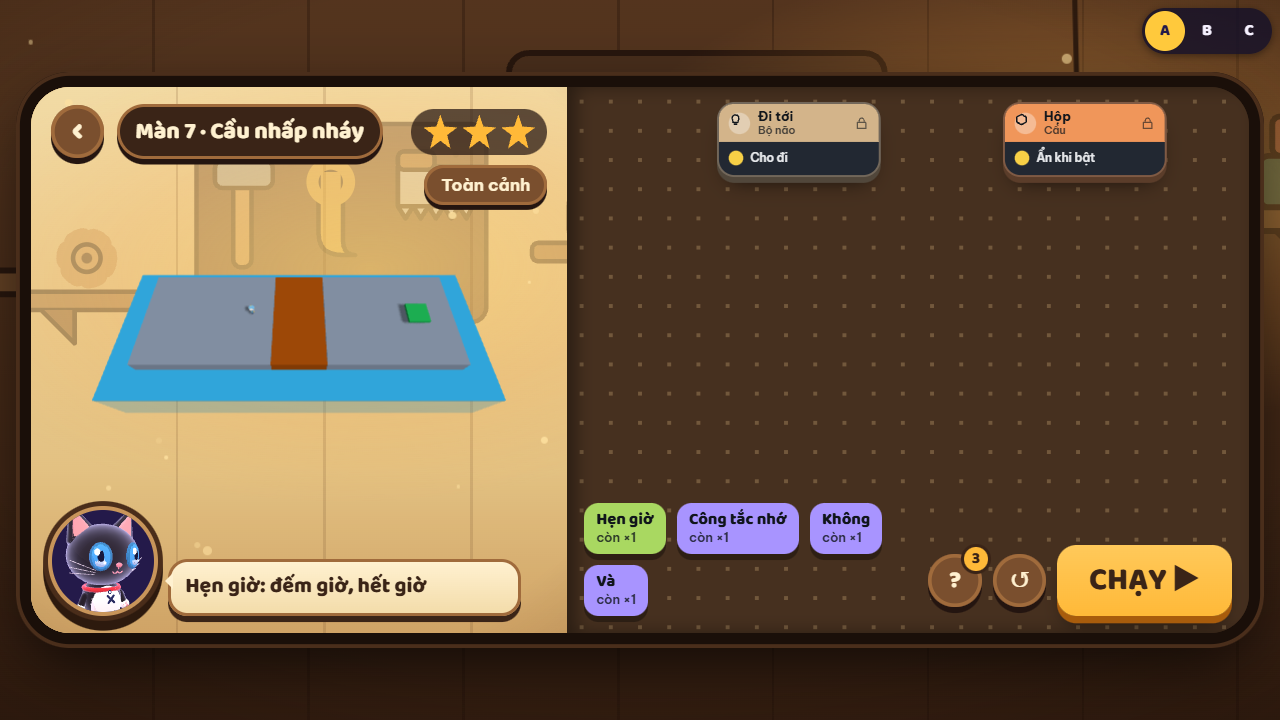 A B C
Màn 7 • Cầu nhấp nháy
Toàn cảnh
Đi tới
Bộ não
Cho đi
Hộp
Cầu
Ẩn khi bật
Hẹn giờ
còn ×1
Công tắc nhớ
còn ×1
Không
còn ×1
Và
còn ×1
Hẹn giờ: đếm giờ, hết giờ
?
3
CHẠY